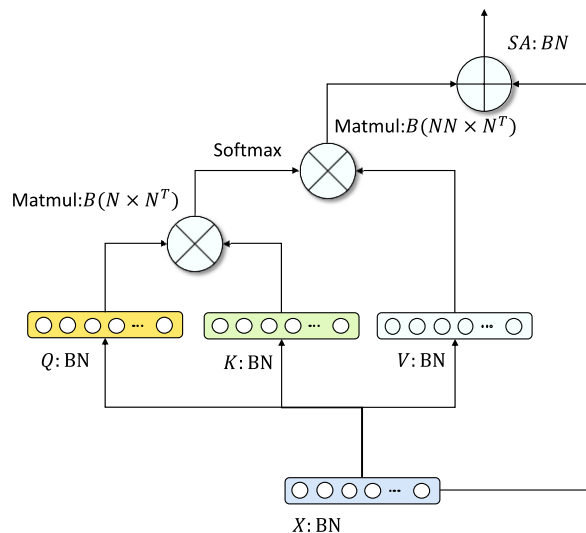 SA: BN
Matmul:B(NN × N^T)
Softmax
Matmul:B(N × N^T)
Q: BN
K: BN
V: BN
X: BN